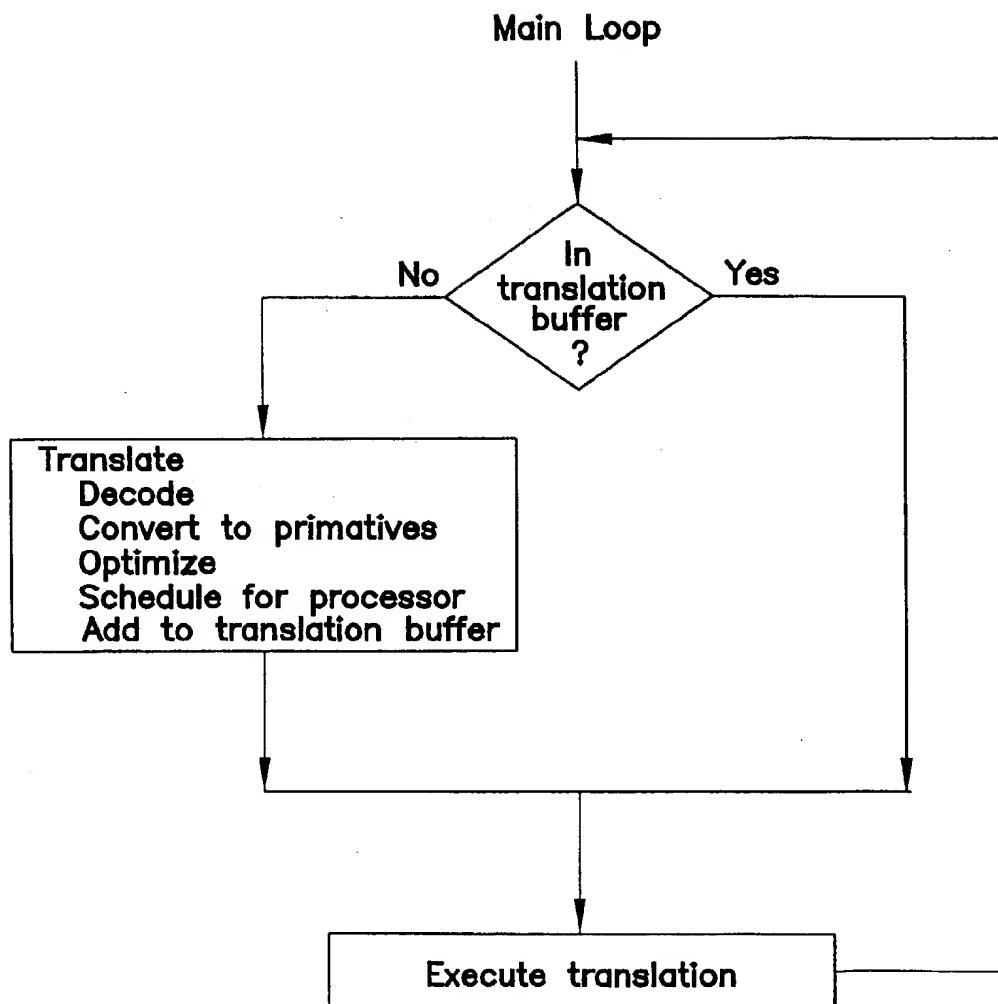 Main Loop
In
translation
buffer
?
No
Yes
Translate
Decode
Convert to primatives
Optimize
Schedule for processor
Add to translation buffer
Execute translation